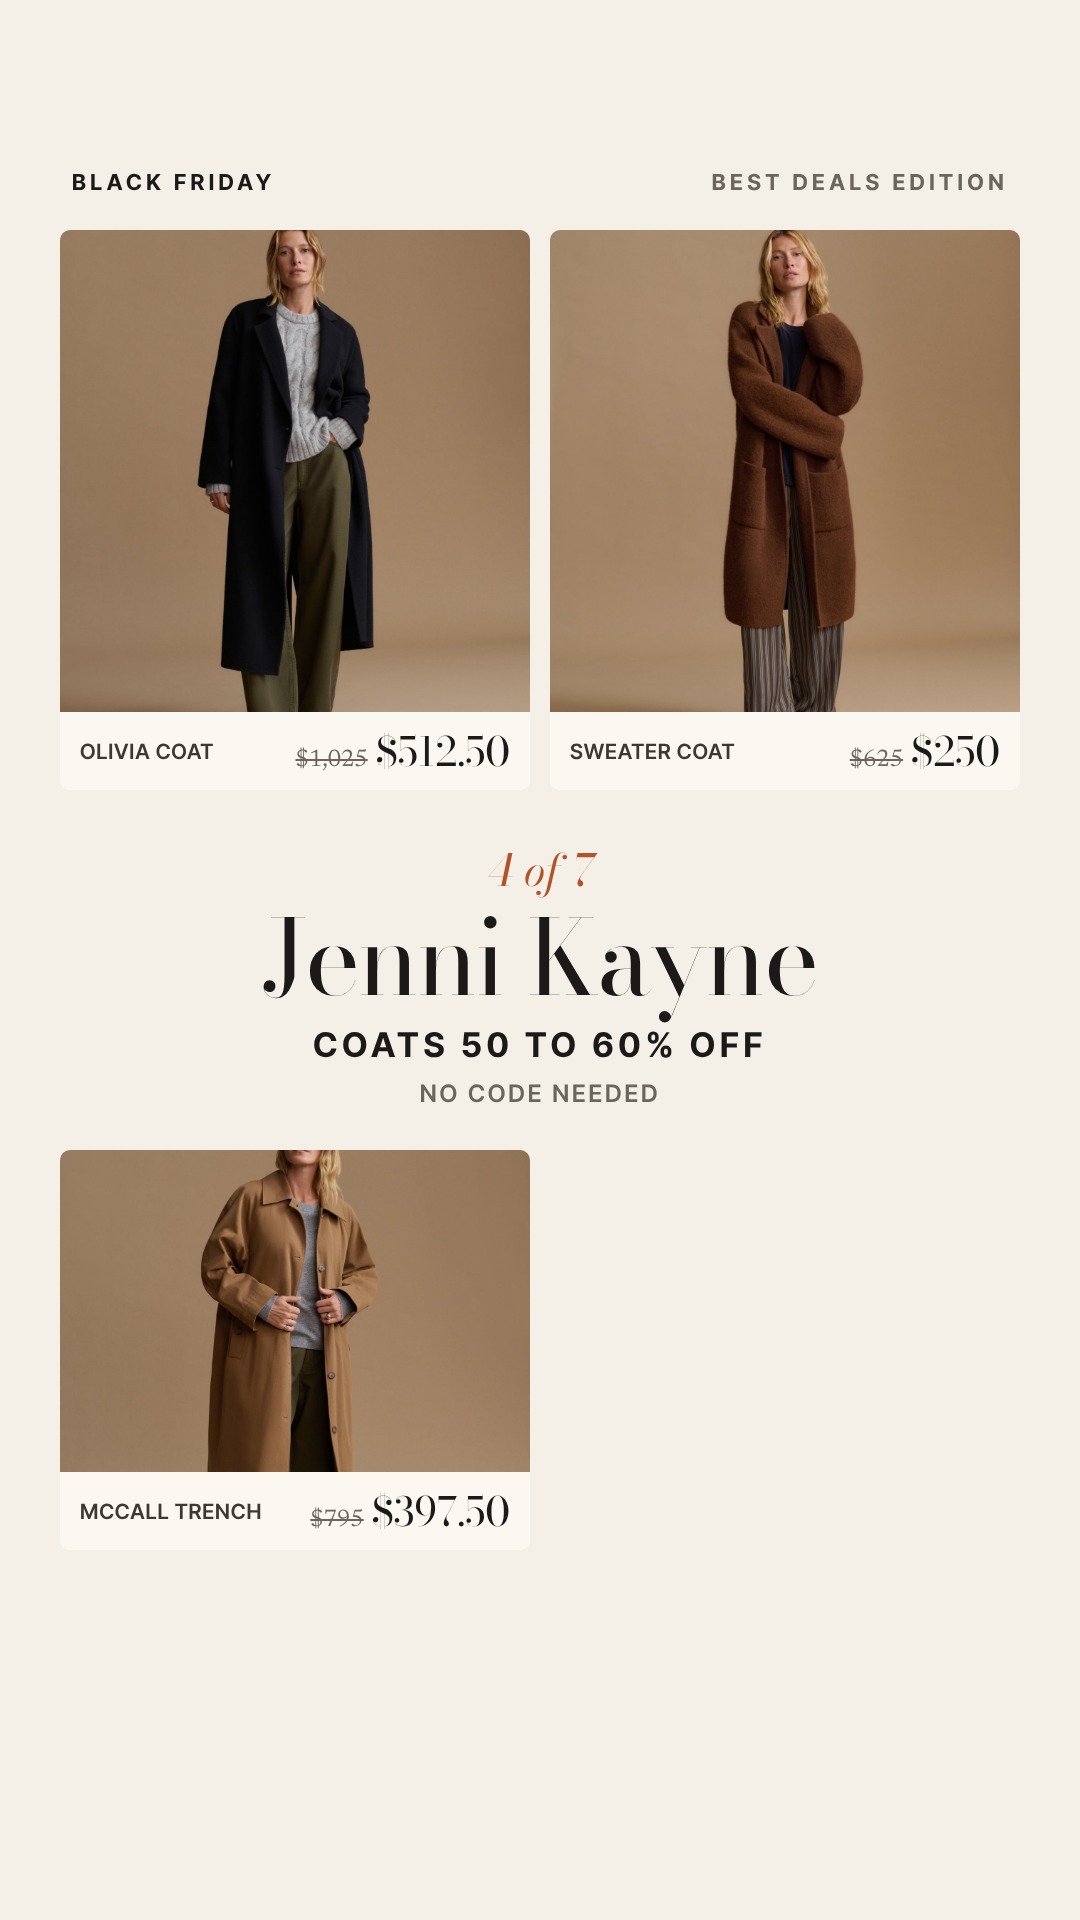 BLACK FRIDAY
BEST DEALS EDITION
OLIVIA COAT $1,025 $512.50
SWEATER COAT $625 $250
4 of 7
Jenni Kayne
COATS 50 TO 60% OFF
NO CODE NEEDED
MCCALL TRENCH $795 $397.50